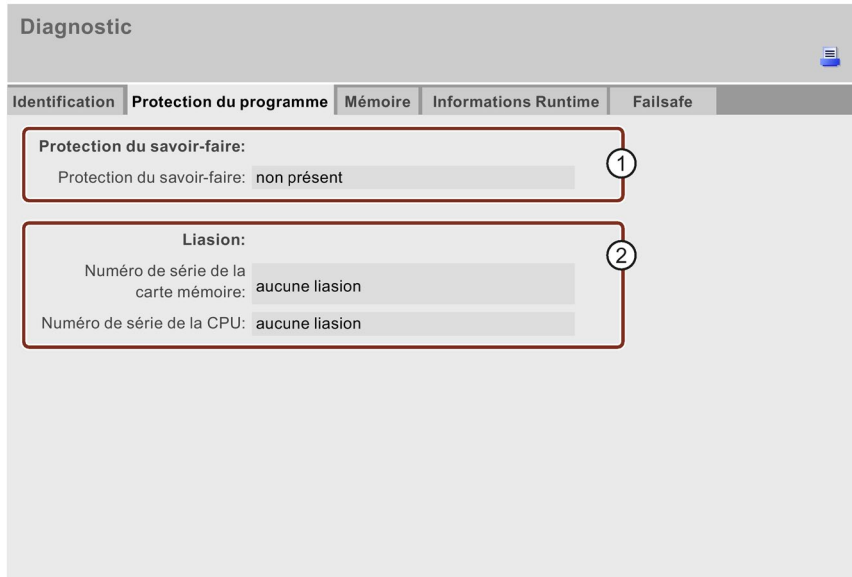 Diagnostic
Identification Protection du programme Mémoire Informations Runtime Failsafe
Protection du savoir-faire:
1
Protection du savoir-faire: non présent
Liasion:
2
Numéro de série de la
carte mémoire: aucune liasion
Numéro de série de la CPU: aucune liasion